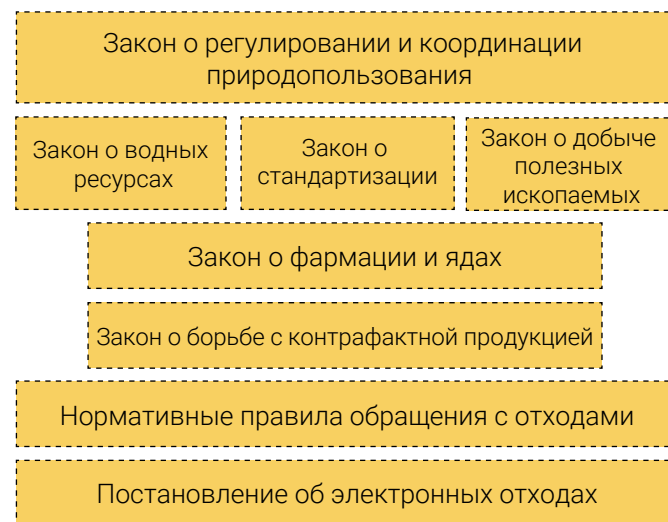 Закон о регулировании и координации
природопользования
Закон о водных
ресурсах
Закон о
стандартизации
Закон о добыче
полезных
ископаемых
Закон о фармации и ядах
Закон о борьбе с контрафактной продукцией
Нормативные правила обращения с отходами
Постановление об электронных отходах